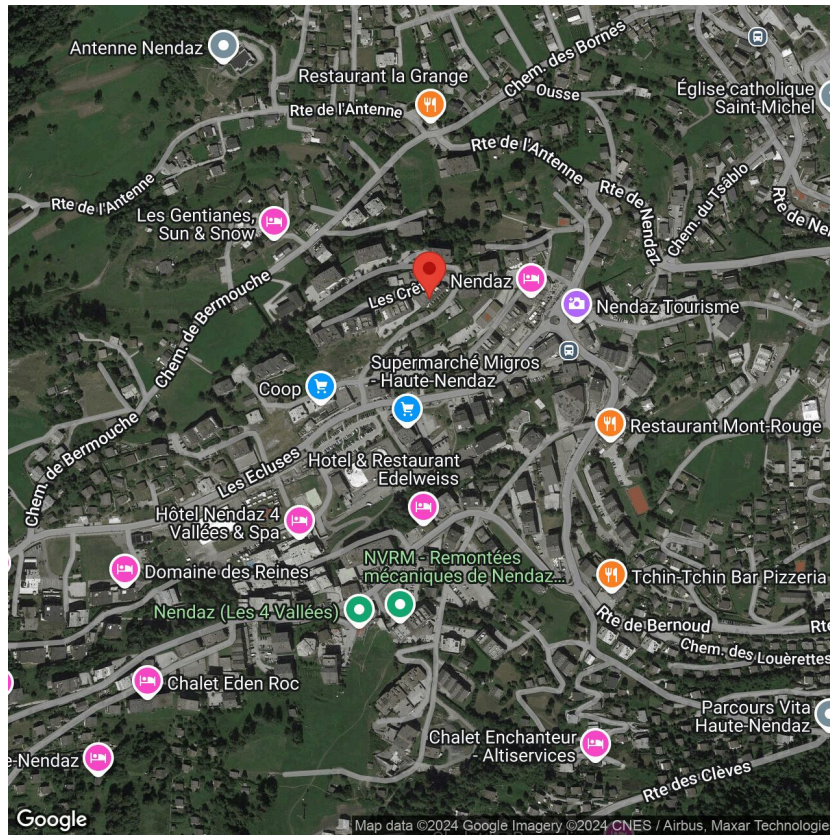 Antenne Nendaz
Restaurant la Grange
Chem. des Bornes
Ousse
Église catholique
Saint-Michel
Rte de l'Antenne
Rte de l'Antenne
Rte de l'Antenne
Rte de Nendaz
Chem. du Tsâblo
Rte de Ne
Les Gentianes,
Sun & Snow
Les Crê
Nendaz
Nendaz Tourisme
Chem. de Bermouche
Supermarché Migros
- Haute-Nendaz
Coop
Restaurant Mont-Rouge
Chem. de Bermouche
Les Ecluses
Hotel & Restaurant
Edelweiss
Hôtel Nendaz 4
Vallées & Spa
NVRM - Remontées
mécaniques de Nendaz...
Domaine des Reines
Tchin-Tchin Bar Pizzeria
Nendaz (Les 4 Vallées)
Rte de Bernoud
Rte
Chem. des Louèrettes
Chalet Eden Roc
Parcours Vita
Haute-Nendaz
Chalet Enchanteur
- Altiservices
e-Nendaz
Rte des Clèves
Google
Map data ©2024 Google Imagery ©2024 CNES / Airbus, Maxar Technologie